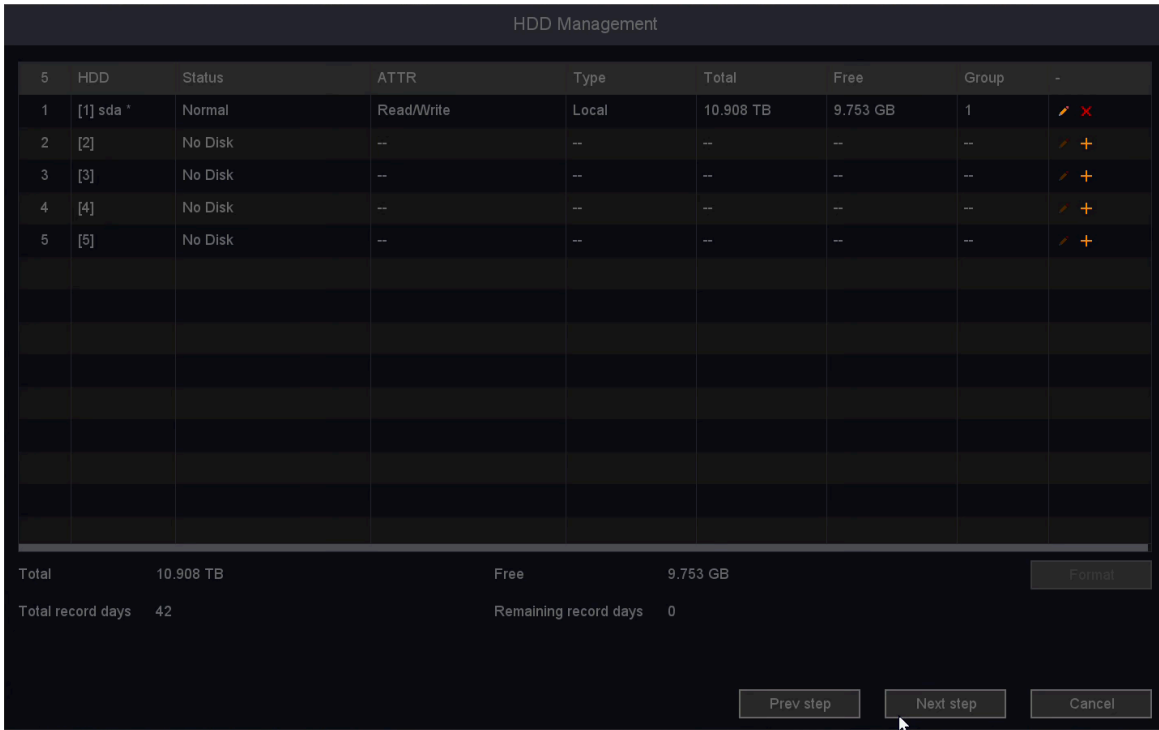 HDD Management
5 HDD Status ATTR Type Total Free Group -
1 [1] sda * Normal Read/Write Local 10.908 TB 9.753 GB 1
2 [2] No Disk -- -- -- -- --
3 [3] No Disk -- -- -- -- --
4 [4] No Disk -- -- -- -- --
5 [5] No Disk -- -- -- -- --
Total 10.908 TB Free 9.753 GB Format
Total record days 42 Remaining record days 0
Prev step Next step Cancel